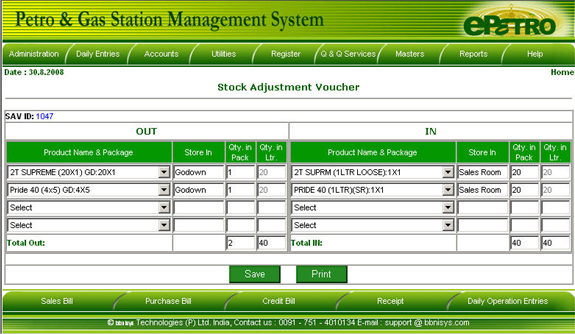 Petro & Gas Station Management System
ePETRO
Administration Daily Entries Accounts Utilities Register Q & Q Services Masters Reports Help
Date : 30.8.2008 Home
Stock Adjustment Voucher
SAV ID: 1047
OUT IN
Product Name & Package Store In Qty. in Pack Qty. in Ltr. Product Name & Package Store In Qty. in Pack Qty. in Ltr.
2T SUPREME (20X1) GD:20X1 Godown 1 20 2T SUPRM (1LTR LOOSE):1X1 Sales Room 20 20
Pride 40 (4x5) GD:4X5 Godown 1 20 PRIDE 40 (1LTR)(SR):1X1 Sales Room 20 20
Select Select
Select Select
Total Out: 2 40 Total IN: 40 40
Save Print
Sales Bill Purchase Bill Credit Bill Receipt Daily Operation Entries
© bbnisys Technologies (P) Ltd. India, Contact us : 0091 - 751 - 4010134 E-mail : support @ bbnisys.com